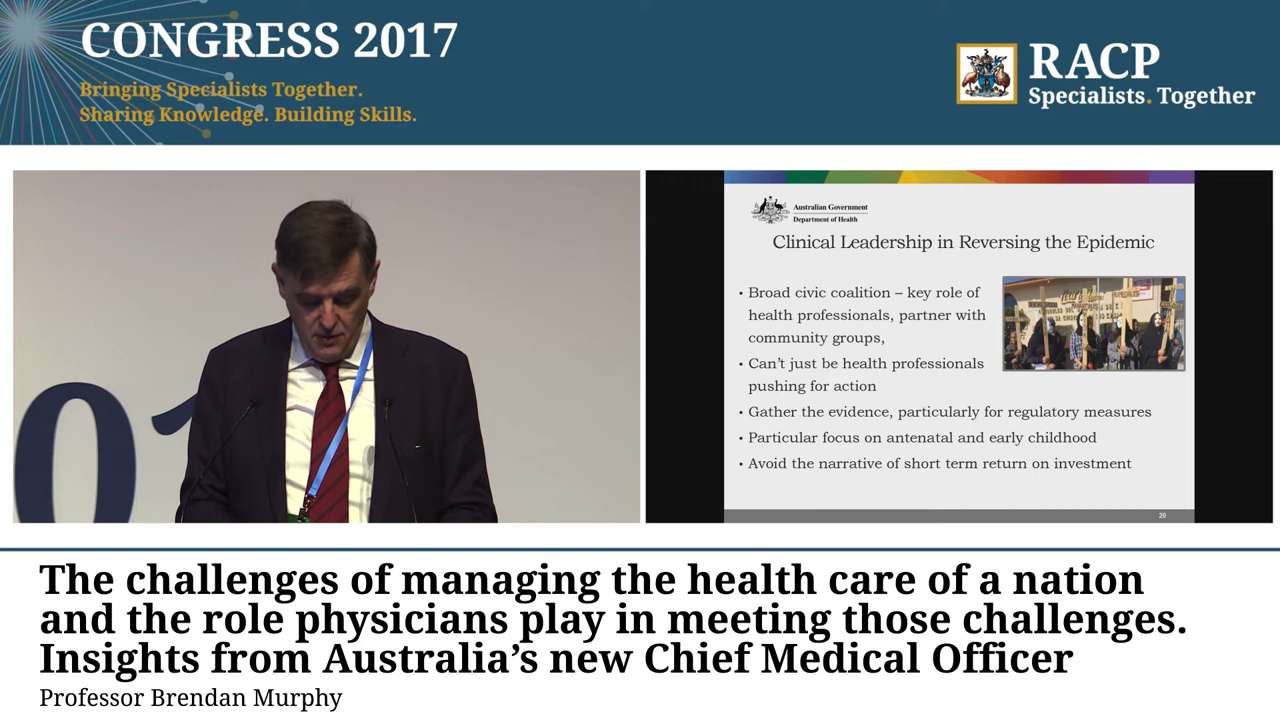 CONGRESS 2017
Bringing Specialists Together.
Sharing Knowledge. Building Skills.
RACP
Specialists. Together
01
Australian Government
Department of Health
Clinical Leadership in Reversing the Epidemic
• Broad civic coalition – key role of
health professionals, partner with
community groups,
• Can't just be health professionals
pushing for action
• Gather the evidence, particularly for regulatory measures
• Particular focus on antenatal and early childhood
• Avoid the narrative of short term return on investment
20
The challenges of managing the health care of a nation
and the role physicians play in meeting those challenges.
Insights from Australia’s new Chief Medical Officer
Professor Brendan Murphy